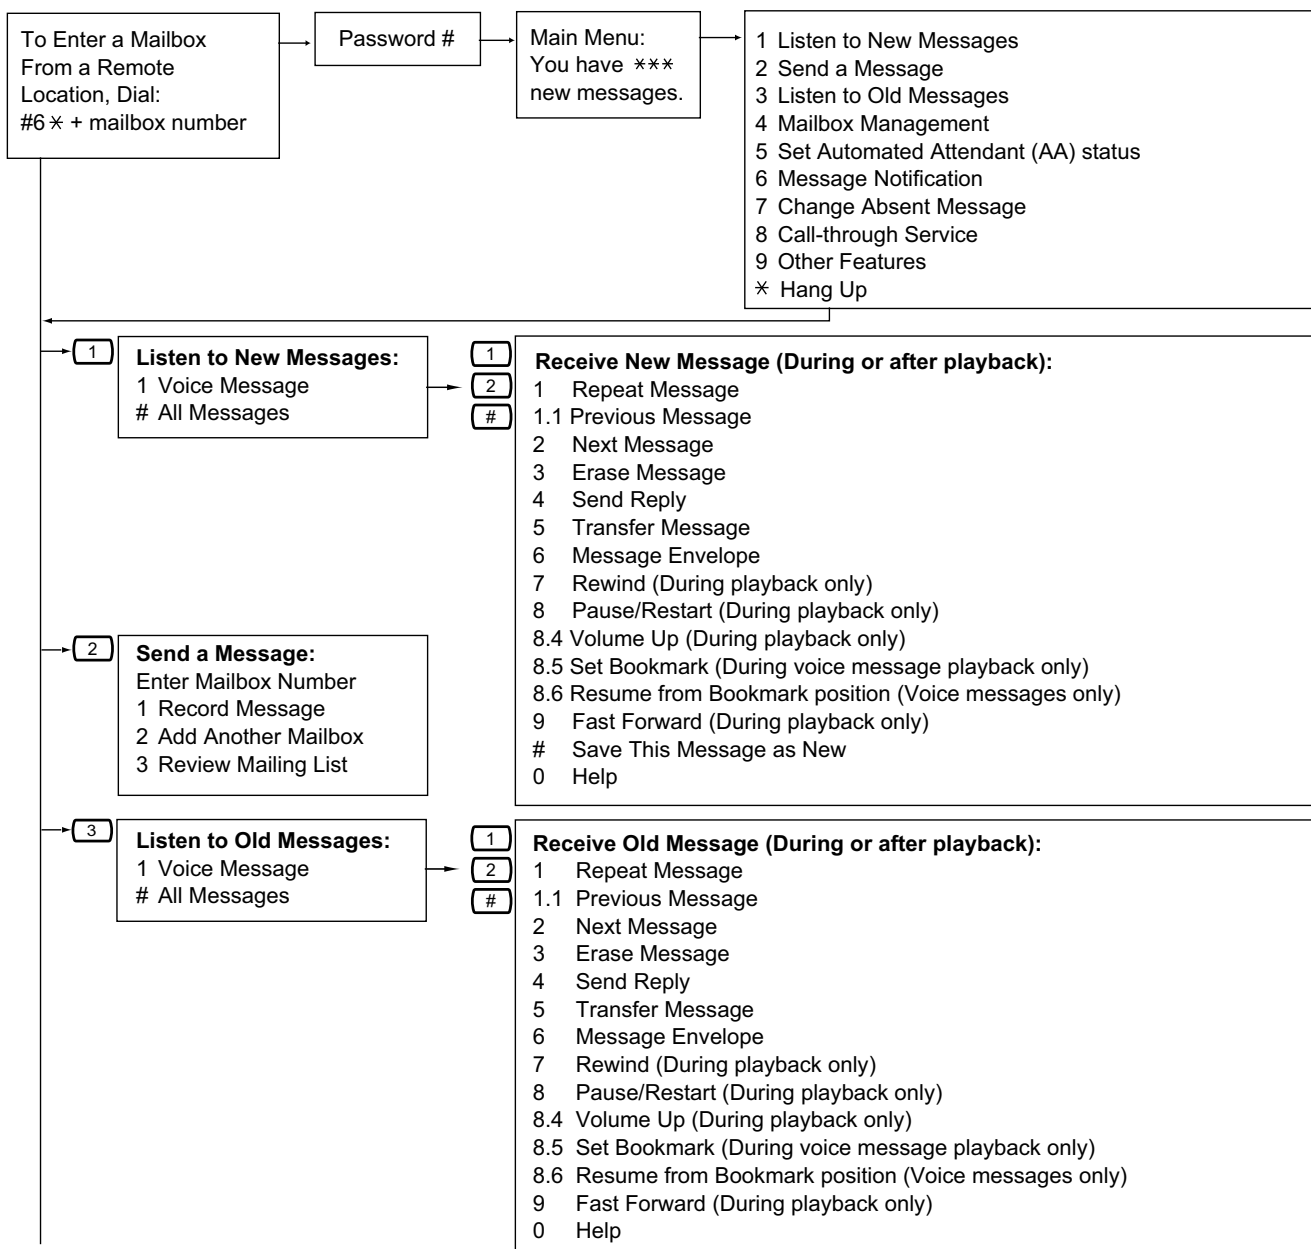 To Enter a Mailbox
From a Remote
Location, Dial:
#6 * + mailbox number
Password #
Main Menu:
You have ***
new messages.
1 Listen to New Messages
2 Send a Message
3 Listen to Old Messages
4 Mailbox Management
5 Set Automated Attendant (AA) status
6 Message Notification
7 Change Absent Message
8 Call-through Service
9 Other Features
* Hang Up
1
Listen to New Messages:
1 Voice Message
# All Messages
1
2
#
Receive New Message (During or after playback):
1 Repeat Message
1.1 Previous Message
2 Next Message
3 Erase Message
4 Send Reply
5 Transfer Message
6 Message Envelope
7 Rewind (During playback only)
8 Pause/Restart (During playback only)
8.4 Volume Up (During playback only)
8.5 Set Bookmark (During voice message playback only)
8.6 Resume from Bookmark position (Voice messages only)
9 Fast Forward (During playback only)
# Save This Message as New
0 Help
2
Send a Message:
Enter Mailbox Number
1 Record Message
2 Add Another Mailbox
3 Review Mailing List
3
Listen to Old Messages:
1 Voice Message
# All Messages
1
2
#
Receive Old Message (During or after playback):
1 Repeat Message
1.1 Previous Message
2 Next Message
3 Erase Message
4 Send Reply
5 Transfer Message
6 Message Envelope
7 Rewind (During playback only)
8 Pause/Restart (During playback only)
8.4 Volume Up (During playback only)
8.5 Set Bookmark (During voice message playback only)
8.6 Resume from Bookmark position (Voice messages only)
9 Fast Forward (During playback only)
0 Help